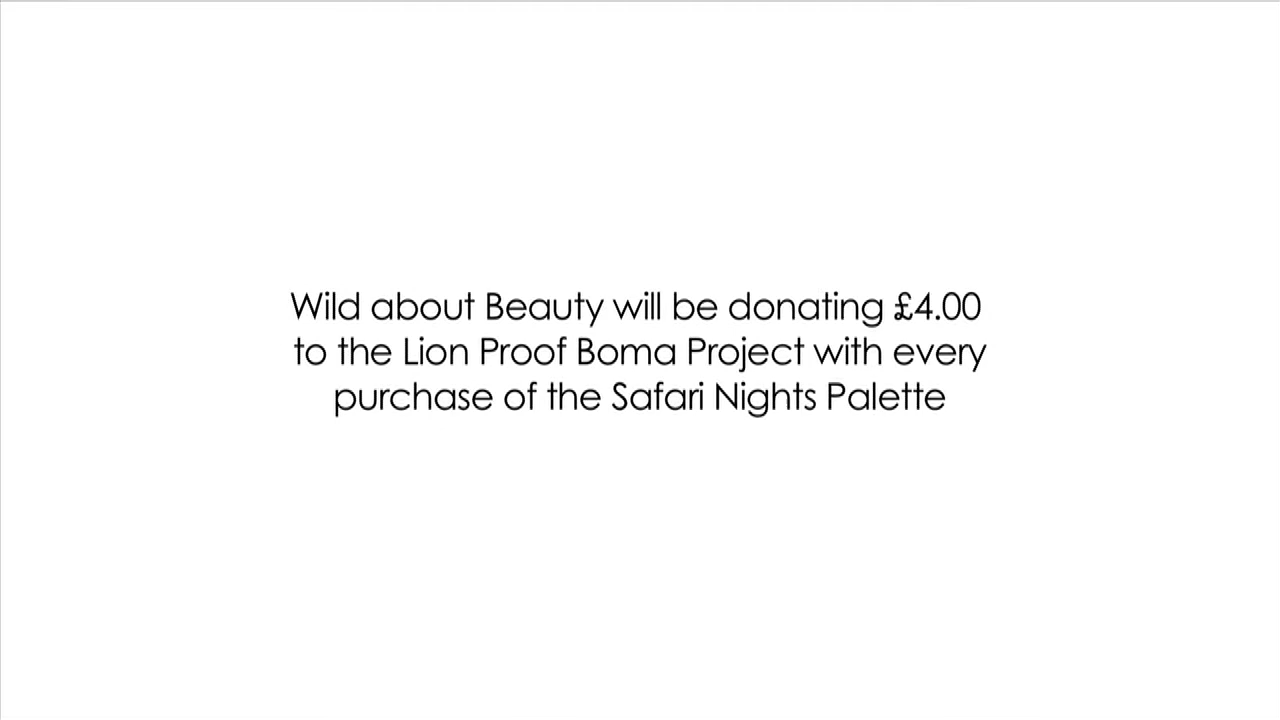 Wild about Beauty will be donating £4.00
to the Lion Proof Boma Project with every
purchase of the Safari Nights Palette